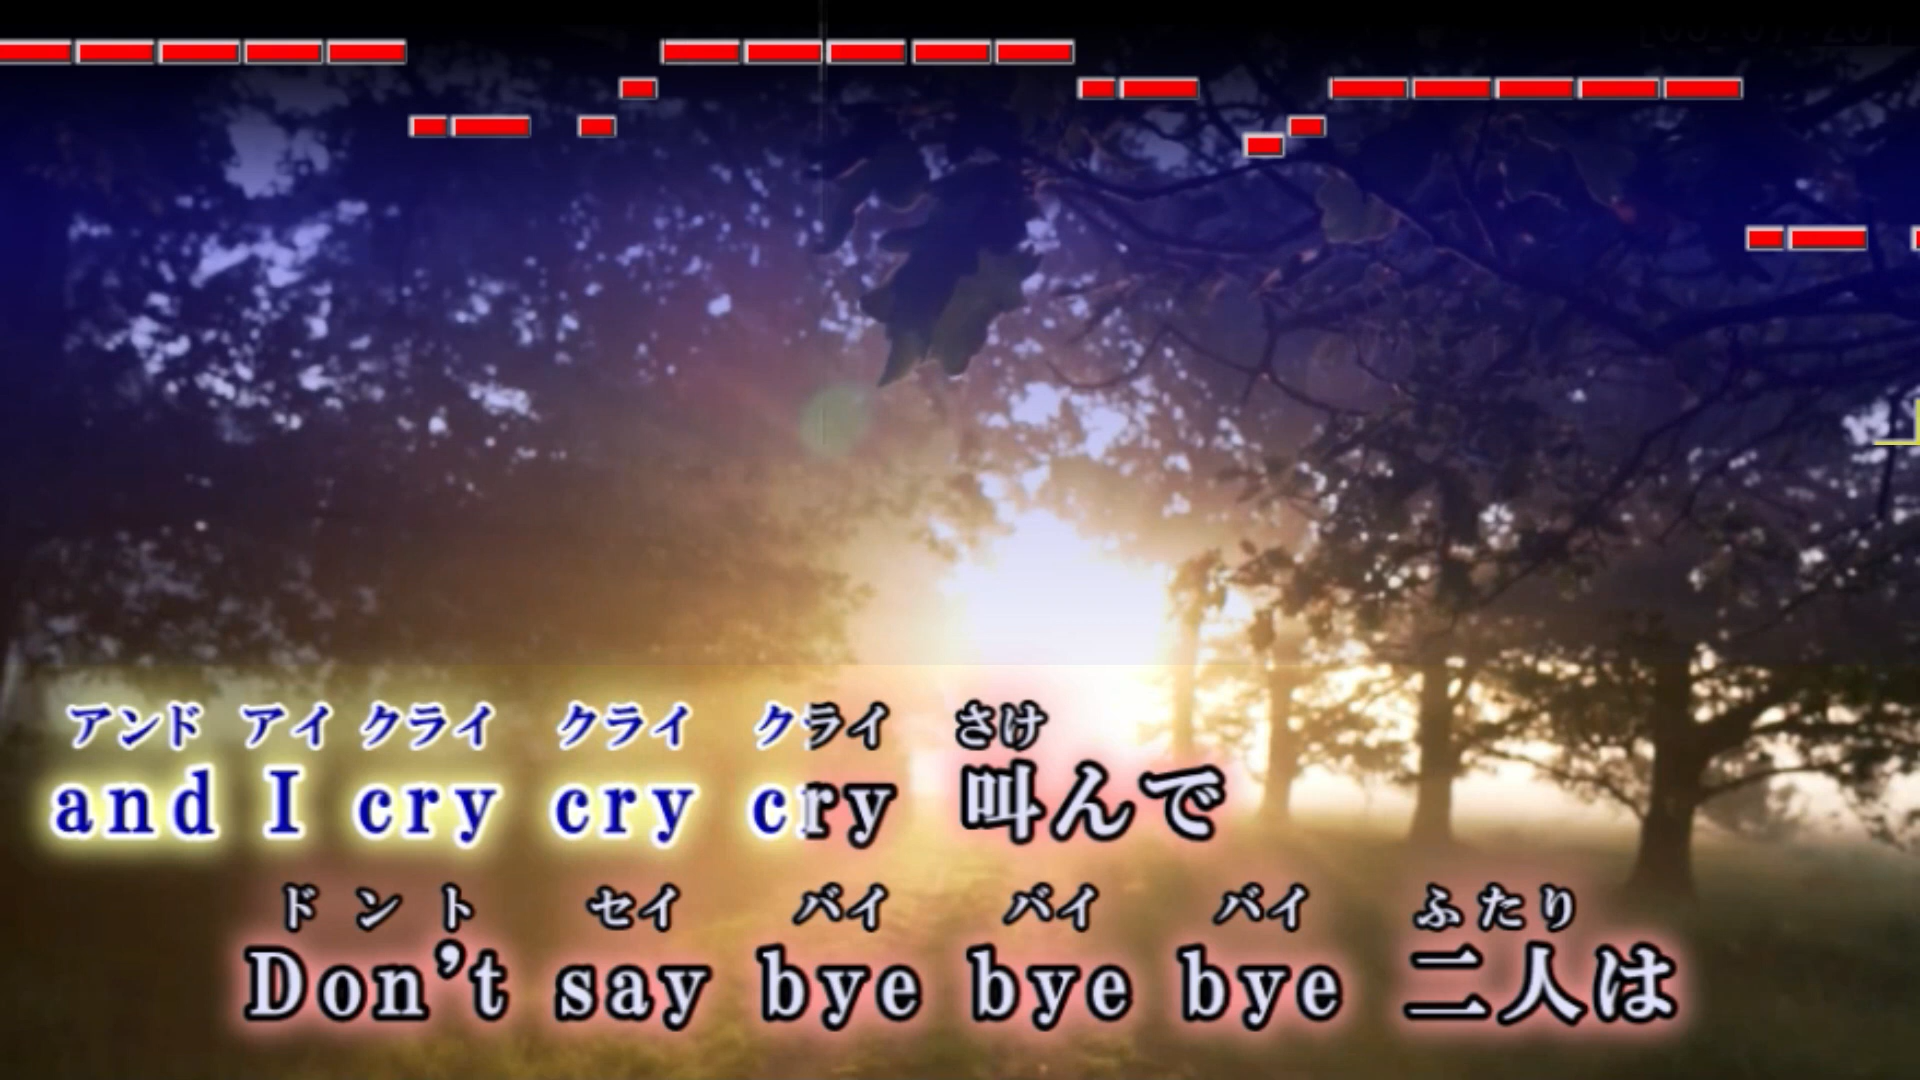 アンド アイ クライ クライ クライ さけ
and I cry cry cry 叫んで
ドント セイ バイ バイ バイ ふたり
Don't say bye bye bye 二人は